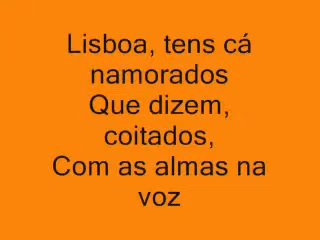 Lisboa, tens cá
namorados
Que dizem,
coitados,
Com as almas na
voz